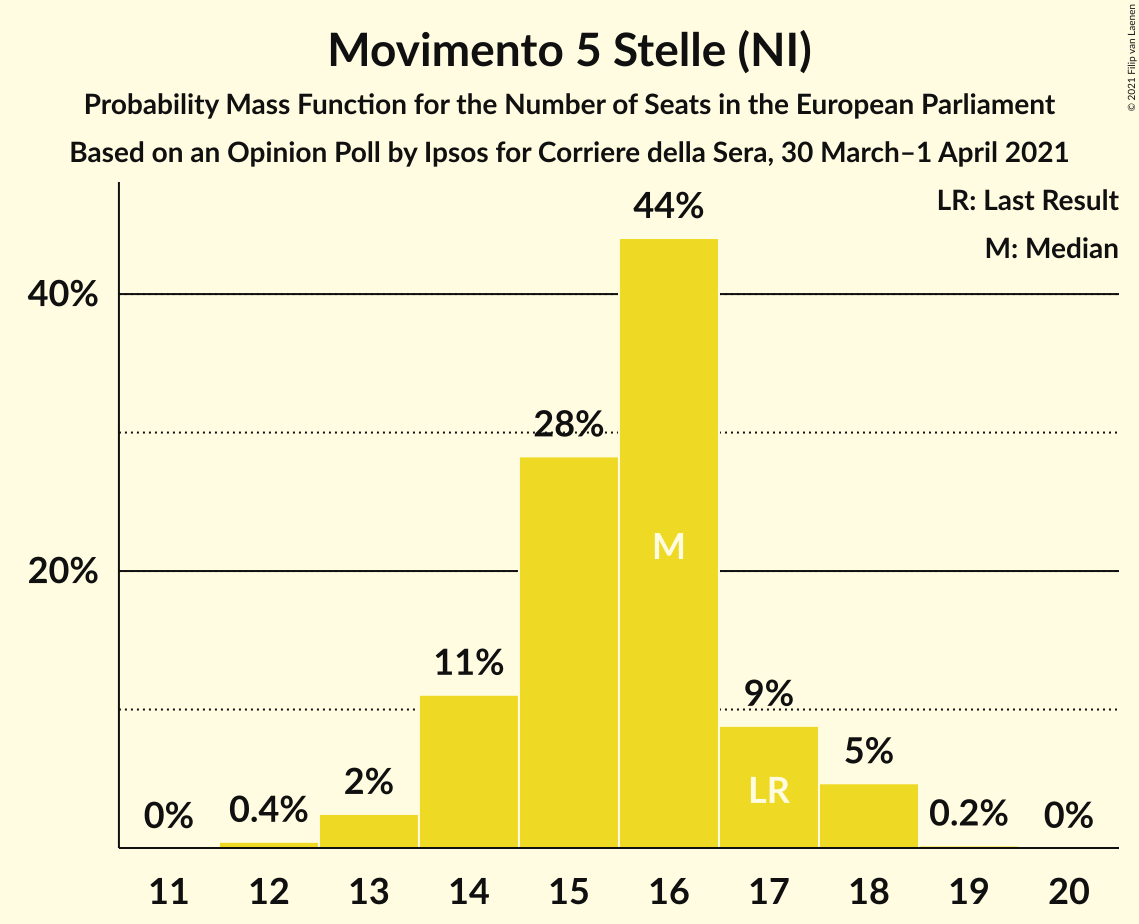 Movimento 5 Stelle (NI)
Probability Mass Function for the Number of Seats in the European Parliament
Based on an Opinion Poll by Ipsos for Corriere della Sera, 30 March–1 April 2021
© 2021 Filip van Laenen
LR: Last Result
M: Median
44%
40%
28%
M
20%
11%
9%
LR
5%
2%
0%
0.4%
0.2%
0%
11 12 13 14 15 16 17 18 19 20